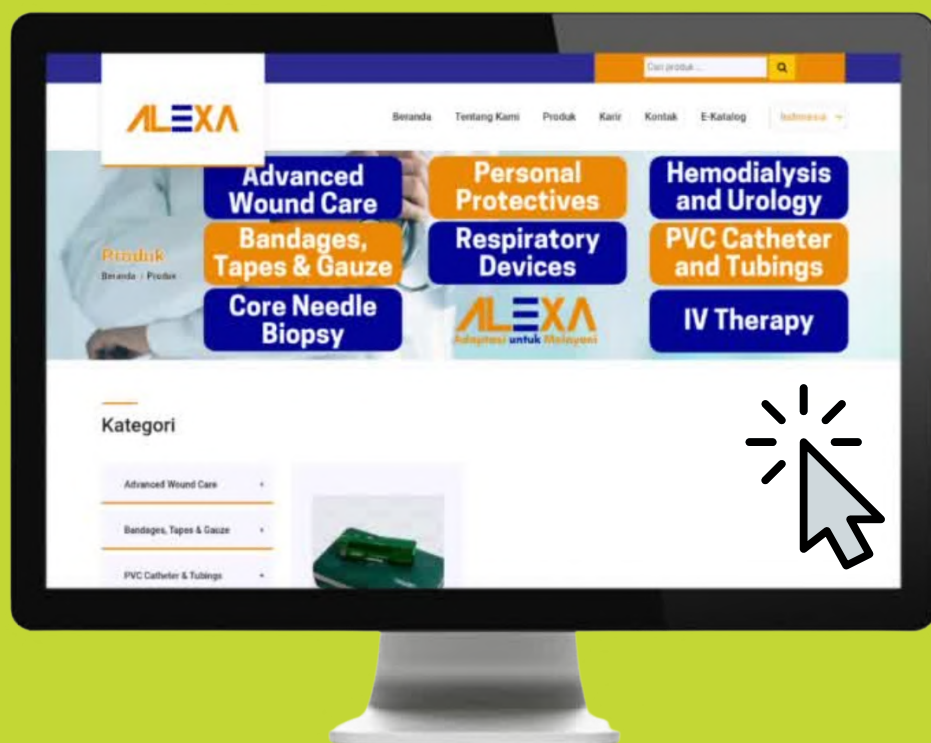 Cari produk ...
ALEXA
Beranda Tentang Kami Produk Karir Kontak E-Katalog Indonesia
Advanced
Wound Care
Personal
Protectives
Hemodialysis
and Urology
Produk
Beranda / Produk
Bandages,
Tapes & Gauze
Respiratory
Devices
PVC Catheter
and Tubings
Core Needle
Biopsy
ALEXA
Adaptasi untuk Melayani
IV Therapy
Kategori
Advanced Wound Care
Bandages, Tapes & Gauze
PVC Catheter & Tubings